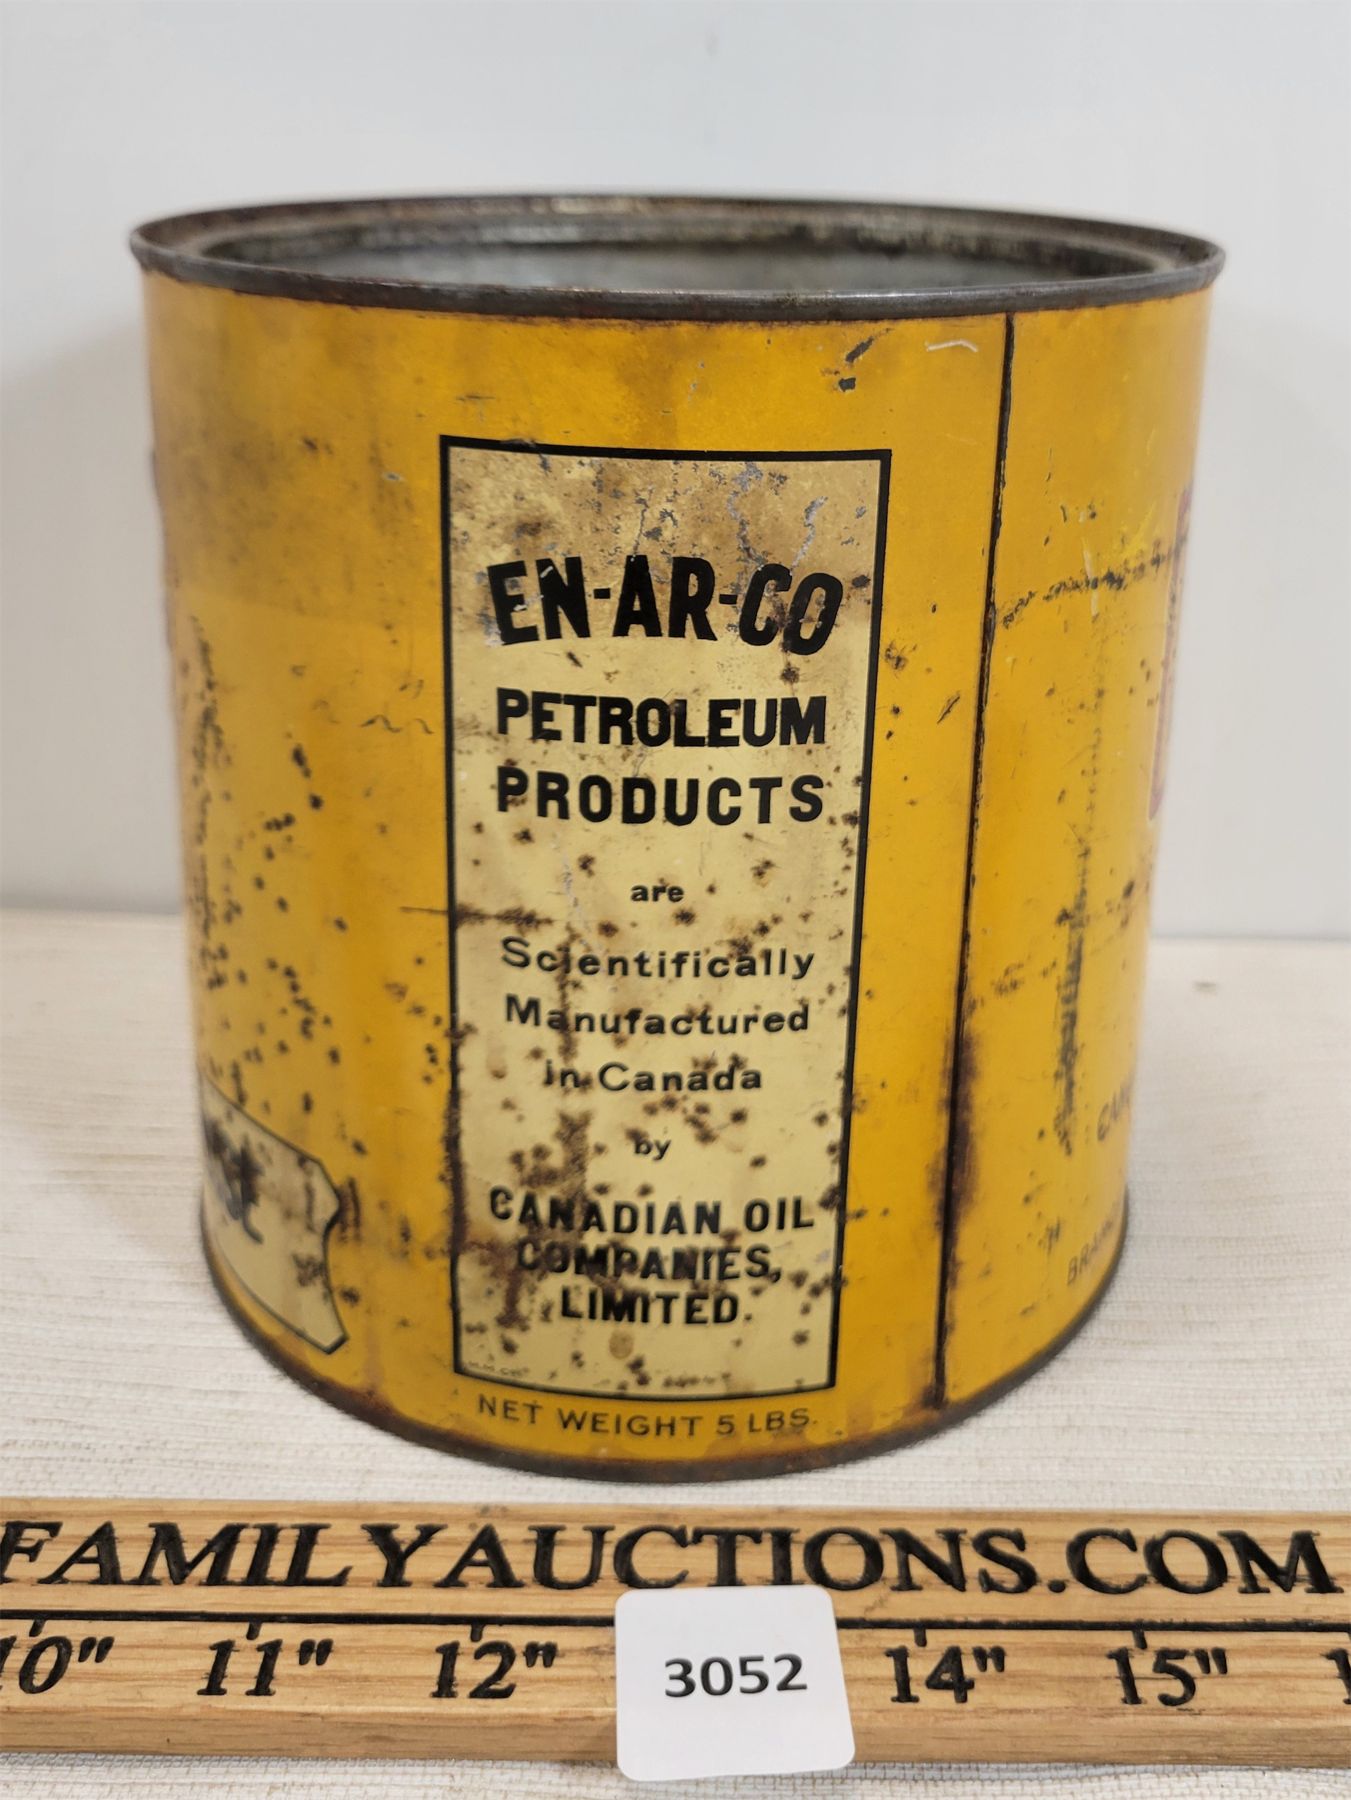 EN-AR-CO
PETROLEUM
PRODUCTS
are
Scientifically
Manufactured
in Canada
by
CANADIAN OIL
COMPANIES,
LIMITED.
NET WEIGHT 5 LBS.
FAMILYAUCTIONS.COM
10" 11" 12" 14" 15"
3052